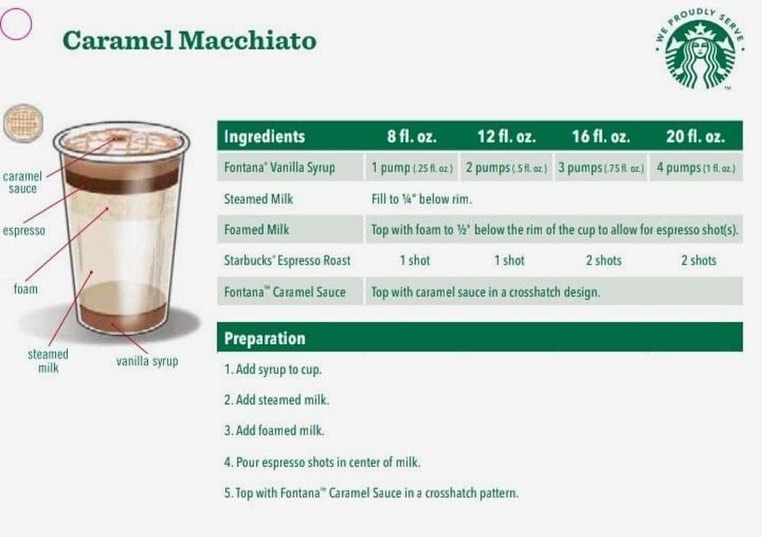 Caramel Macchiato
WE PROUDLY SERVE
TM
caramel
sauce
espresso
foam
steamed
milk
vanilla syrup
Ingredients 8 fl. oz. 12 fl. oz. 16 fl. oz. 20 fl. oz.
Fontana® Vanilla Syrup 1 pump (.25 fl. oz.) 2 pumps (.5 fl. oz.) 3 pumps (.75 fl. oz.) 4 pumps (1 fl. oz.)
Steamed Milk Fill to ¼" below rim.
Foamed Milk Top with foam to ½" below the rim of the cup to allow for espresso shot(s).
Starbucks® Espresso Roast 1 shot 1 shot 2 shots 2 shots
Fontana™ Caramel Sauce Top with caramel sauce in a crosshatch design.
Preparation
1. Add syrup to cup.
2. Add steamed milk.
3. Add foamed milk.
4. Pour espresso shots in center of milk.
5. Top with Fontana™ Caramel Sauce in a crosshatch pattern.